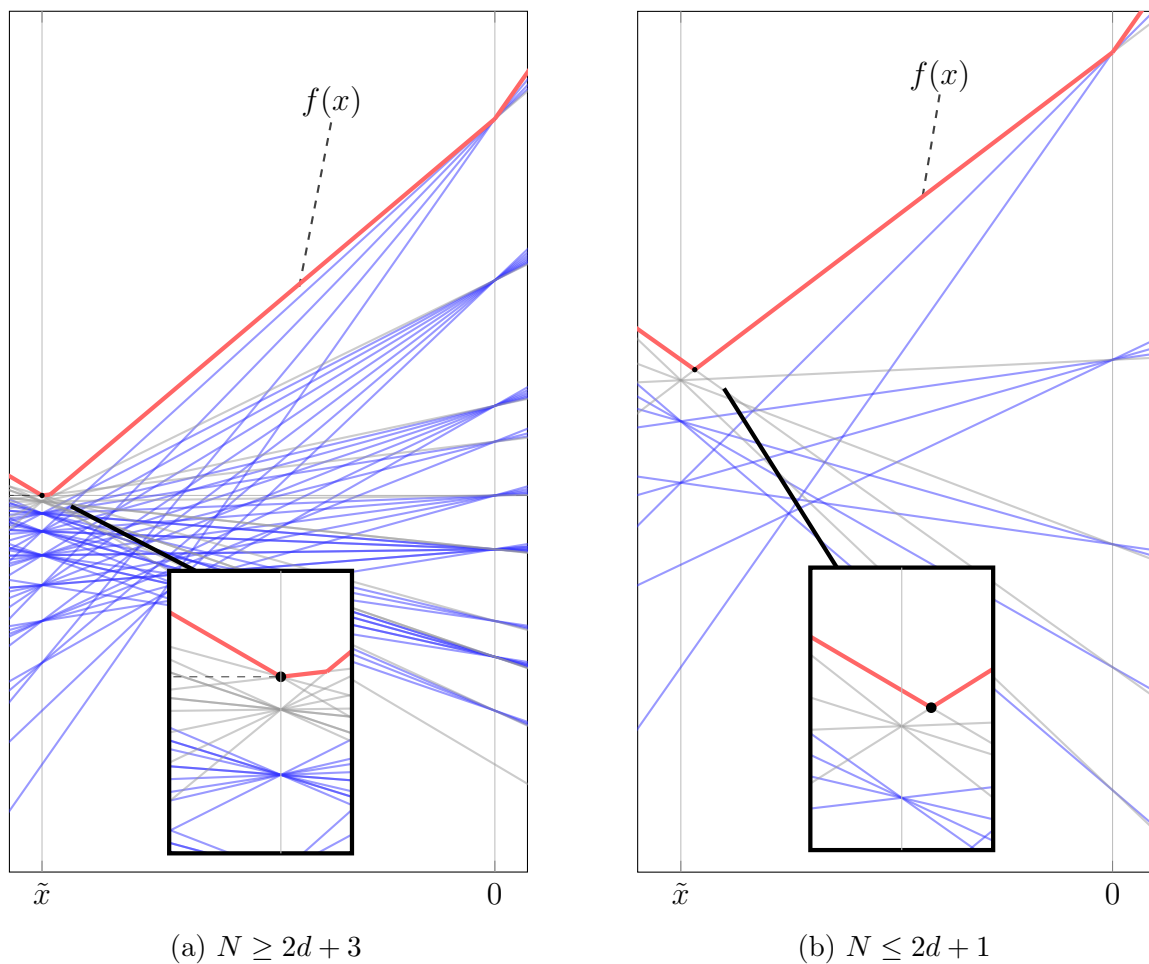 f(x)
f(x)
x̃ 0
x̃ 0
(a) N ≥ 2d + 3
(b) N ≤ 2d + 1